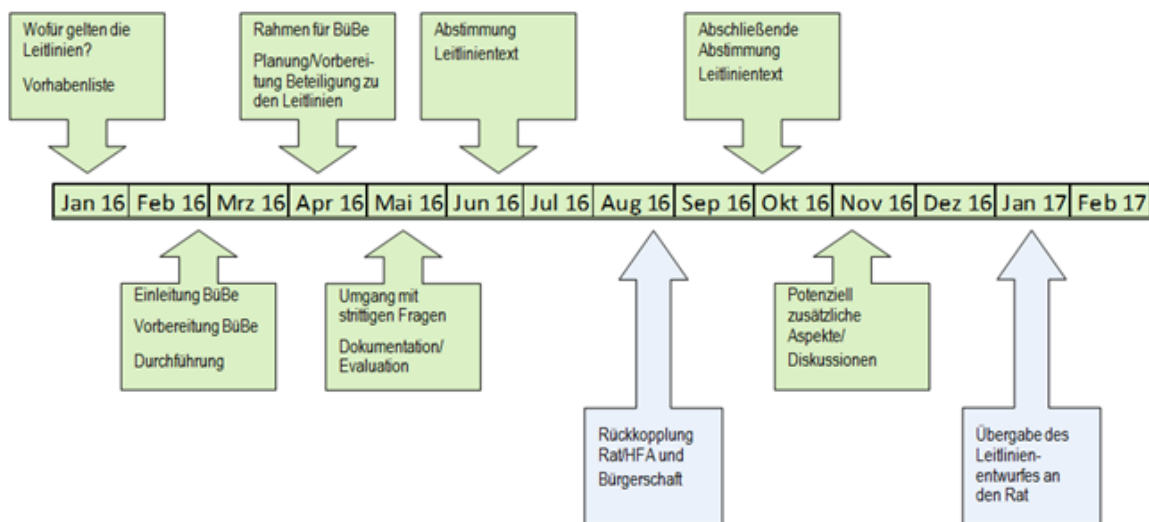 Wofür gelten die
Leitlinien?
Vorhabenliste
Rahmen für BüBe
Planung/Vorberei-
tung Beteiligung zu
den Leitlinien
Abstimmung
Leitlinientext
Abschließende
Abstimmung
Leitlinientext
Jan 16 Feb 16 Mrz 16 Apr 16 Mai 16 Jun 16 Jul 16 Aug 16 Sep 16 Okt 16 Nov 16 Dez 16 Jan 17 Feb 17
Einleitung BüBe
Vorbereitung BüBe
Durchführung
Umgang mit
strittigen Fragen
Dokumentation/
Evaluation
Potenziell
zusätzliche
Aspekte/
Diskussionen
Rückkopplung
Rat/HFA und
Bürgerschaft
Übergabe des
Leitlinien-
entwurfes an
den Rat